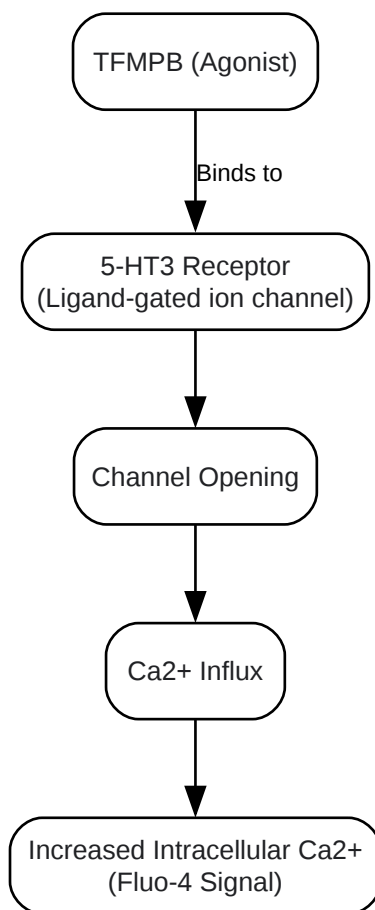 TFMPB (Agonist)
Binds to
5-HT3 Receptor
(Ligand-gated ion channel)
Channel Opening
Ca2+ Influx
Increased Intracellular Ca2+
(Fluo-4 Signal)